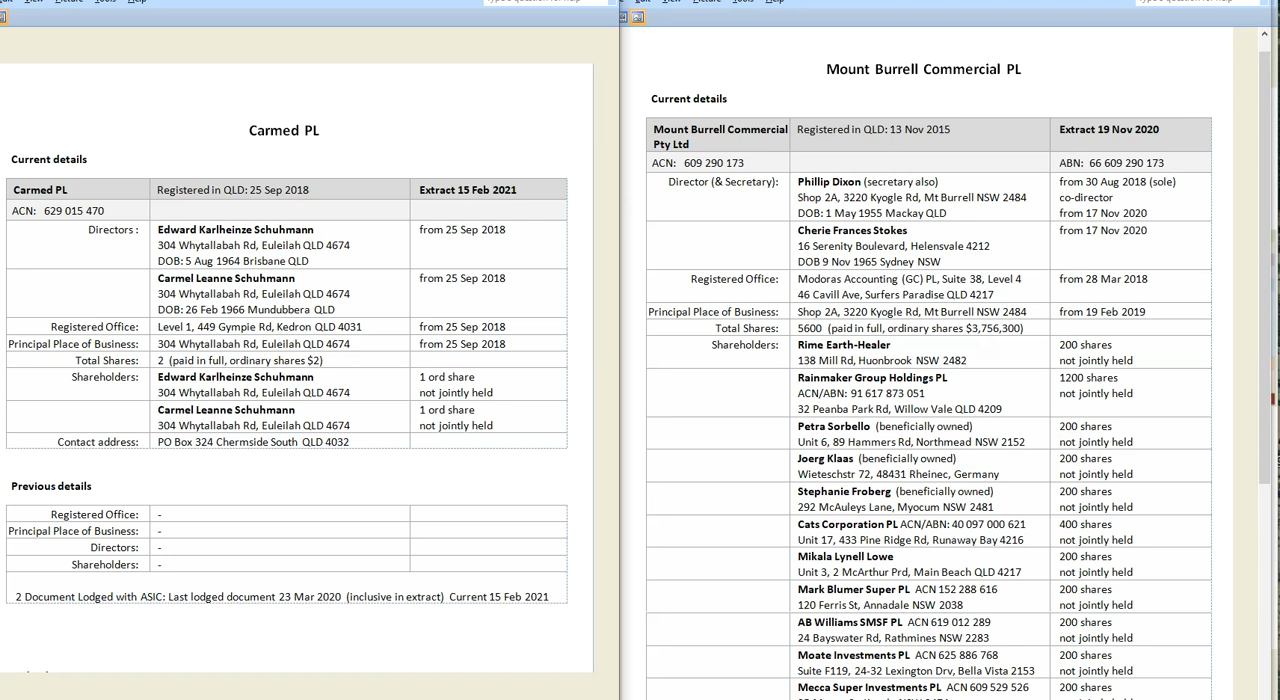 Edit View Picture Tools Help
Type a question for help
Carmed PL
Current details
Carmed PL Registered in QLD: 25 Sep 2018 Extract 15 Feb 2021
ACN: 629 015 470
Directors : Edward Karlheinze Schuhmann from 25 Sep 2018
304 Whytallabah Rd, Euleilah QLD 4674
DOB: 5 Aug 1964 Brisbane QLD
Carmel Leanne Schuhmann from 25 Sep 2018
304 Whytallabah Rd, Euleilah QLD 4674
DOB: 26 Feb 1966 Mundubbera QLD
Registered Office: Level 1, 449 Gympie Rd, Kedron QLD 4031 from 25 Sep 2018
Principal Place of Business: 304 Whytallabah Rd, Euleilah QLD 4674 from 25 Sep 2018
Total Shares: 2 (paid in full, ordinary shares $2)
Shareholders: Edward Karlheinze Schuhmann 1 ord share
304 Whytallabah Rd, Euleilah QLD 4674 not jointly held
Carmel Leanne Schuhmann 1 ord share
304 Whytallabah Rd, Euleilah QLD 4674 not jointly held
Contact address: PO Box 324 Chermside South QLD 4032
Previous details
Registered Office: -
Principal Place of Business: -
Directors: -
Shareholders: -
2 Document Lodged with ASIC: Last lodged document 23 Mar 2020 (inclusive in extract) Current 15 Feb 2021
Edit View Picture Tools Help
Type a question for help
Mount Burrell Commercial PL
Current details
Mount Burrell Commercial Registered in QLD: 13 Nov 2015 Extract 19 Nov 2020
Pty Ltd
ACN: 609 290 173 ABN: 66 609 290 173
Director (& Secretary): Phillip Dixon (secretary also) from 30 Aug 2018 (sole)
Shop 2A, 3220 Kyogle Rd, Mt Burrell NSW 2484 co-director
DOB: 1 May 1955 Mackay QLD from 17 Nov 2020
Cherie Frances Stokes from 17 Nov 2020
16 Serenity Boulevard, Helensvale 4212
DOB 9 Nov 1965 Sydney NSW
Registered Office: Modoras Accounting (GC) PL, Suite 38, Level 4 from 28 Mar 2018
46 Cavill Ave, Surfers Paradise QLD 4217
Principal Place of Business: Shop 2A, 3220 Kyogle Rd, Mt Burrell NSW 2484 from 19 Feb 2019
Total Shares: 5600 (paid in full, ordinary shares $3,756,300)
Shareholders: Rime Earth-Healer 200 shares
138 Mill Rd, Huonbrook NSW 2482 not jointly held
Rainmaker Group Holdings PL 1200 shares
ACN/ABN: 91 617 873 051 not jointly held
32 Peanba Park Rd, Willow Vale QLD 4209
Petra Sorbello (beneficially owned) 200 shares
Unit 6, 89 Hammers Rd, Northmead NSW 2152 not jointly held
Joerg Klaas (beneficially owned) 200 shares
Wieteschstr 72, 48431 Rheinec, Germany not jointly held
Stephanie Froberg (beneficially owned) 200 shares
292 McAuleys Lane, Myocum NSW 2481 not jointly held
Cats Corporation PL ACN/ABN: 40 097 000 621 400 shares
Unit 17, 433 Pine Ridge Rd, Runaway Bay 4216 not jointly held
Mikala Lynell Lowe 200 shares
Unit 3, 2 McArthur Prd, Main Beach QLD 4217 not jointly held
Mark Blumer Super PL ACN 152 288 616 200 shares
120 Ferris St, Annadale NSW 2038 not jointly held
AB Williams SMSF PL ACN 619 012 289 200 shares
24 Bayswater Rd, Rathmines NSW 2283 not jointly held
Moate Investments PL ACN 625 886 768 200 shares
Suite F119, 24-32 Lexington Drv, Bella Vista 2153 not jointly held
Mecca Super Investments PL ACN 609 529 526 200 shares